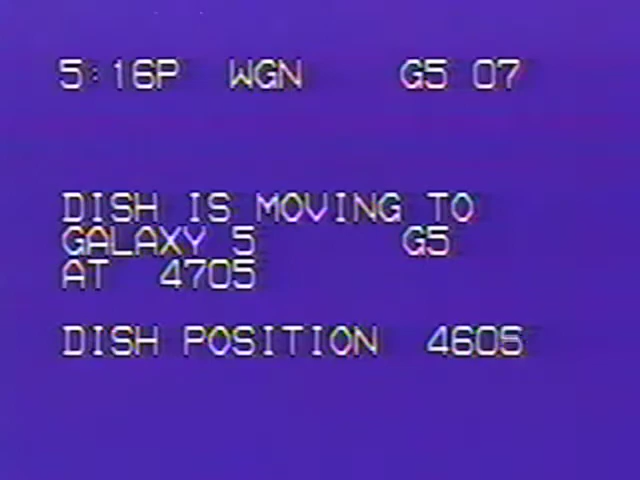 5:16P WGN G5 07
DISH IS MOVING TO
GALAXY 5 G5
AT 4705
DISH POSITION 4605